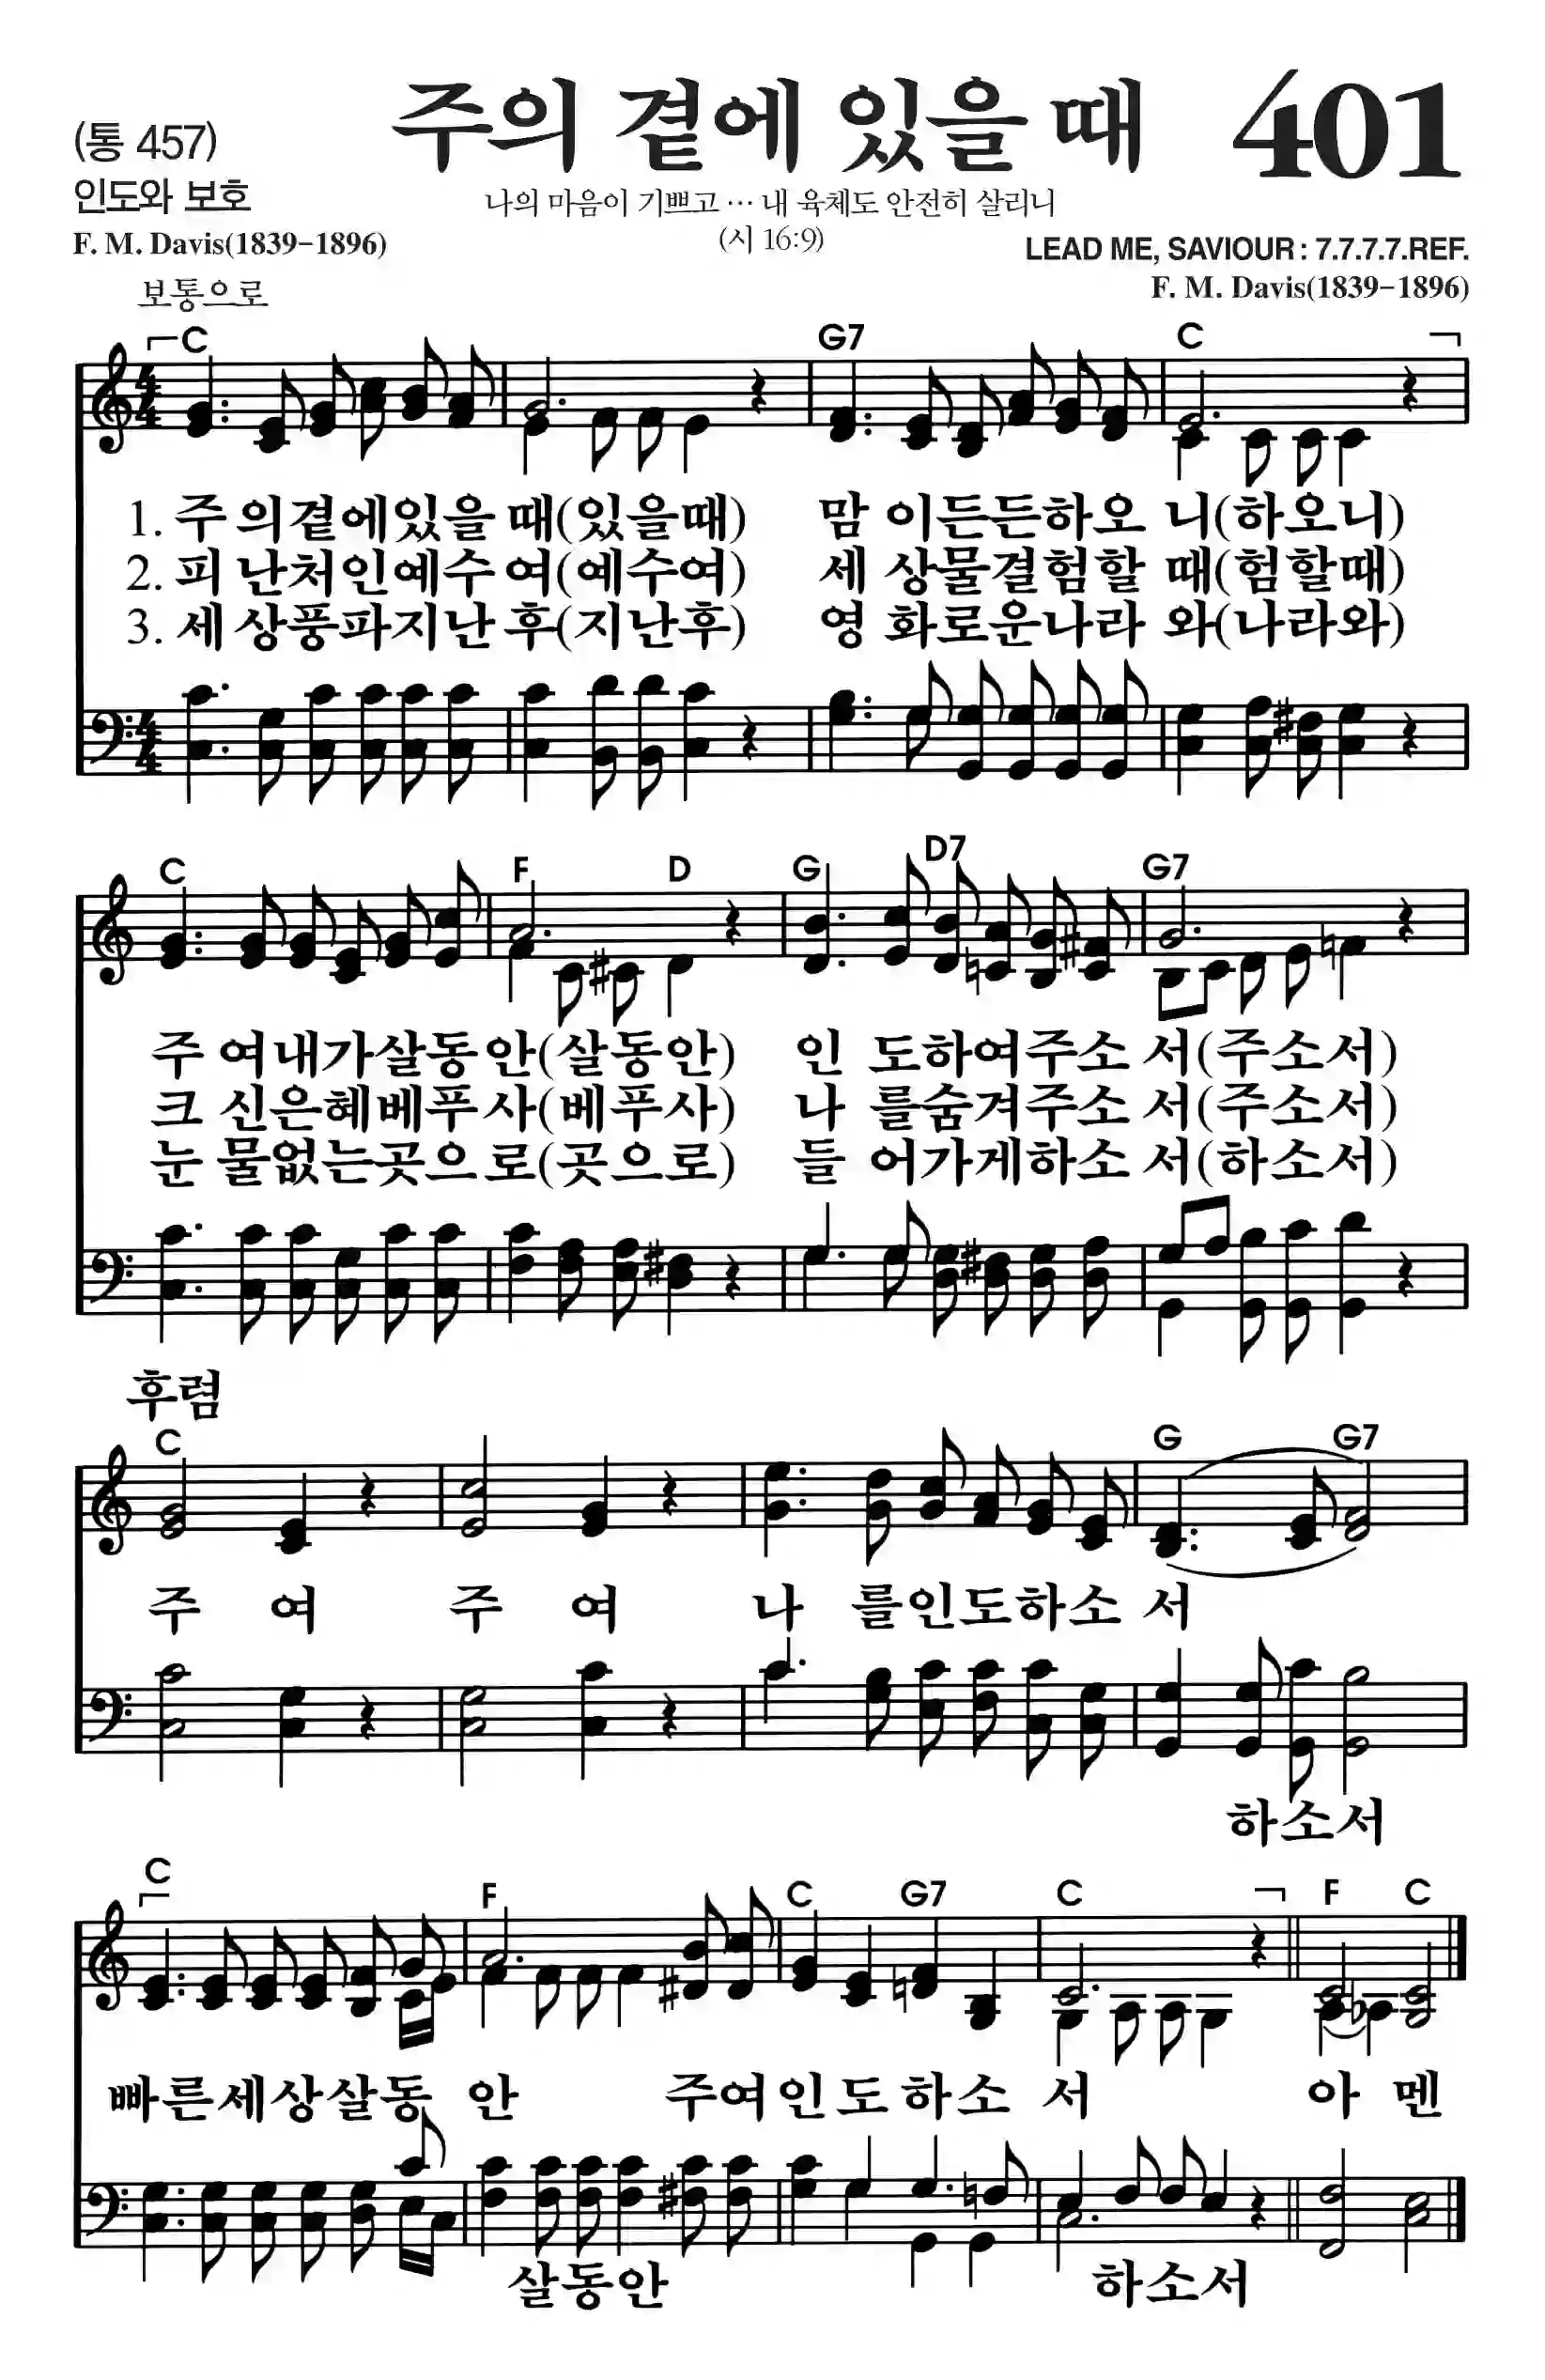 (통 457)
주의 곁에 있을 때 401
인도와 보호
나의 마음이 기쁘고 … 내 육체도 안전히 살리니
(시 16:9)
F. M. Davis(1839-1896)
LEAD ME, SAVIOUR : 7.7.7.7.REF.
F. M. Davis(1839-1896)
보통으로
C G7 C
1. 주 의곁에있을 때(있을때) 맘 이든든하오 니(하오니)
2. 피 난처인예수 여(예수여) 세 상물결험할 때(험할때)
3. 세 상풍파지난 후(지난후) 영 화로운나라 와(나라와)
C F D G D7 G7
주 여내가살동 안(살동안) 인 도하여주소 서(주소서)
크 신은혜베푸 사(베푸사) 나 를숨겨주소 서(주소서)
눈 물없는곳으 로(곳으로) 들 어가게하소 서(하소서)
후렴
C G G7
주 여 주 여 나 를인도하소 서
하소서
C F C G7 C F C
빠른세상살동 안 주여인도 하소 서 아 멘
살동안 하소서